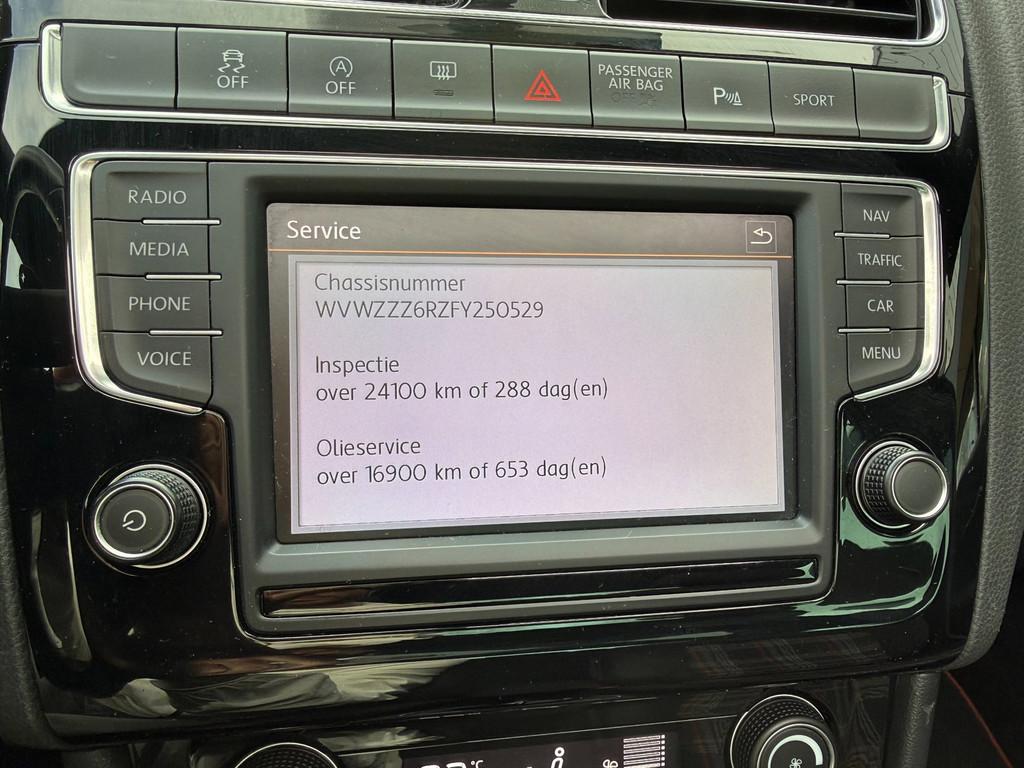 OFF
A
OFF
PASSENGER
AIR BAG
OFF
P
SPORT
RADIO
MEDIA
PHONE
VOICE
NAV
TRAFFIC
CAR
MENU
Service
Chassisnummer
WVWZZZ6RZFY250529
Inspectie
over 24100 km of 288 dag(en)
Olieservice
over 16900 km of 653 dag(en)
°C